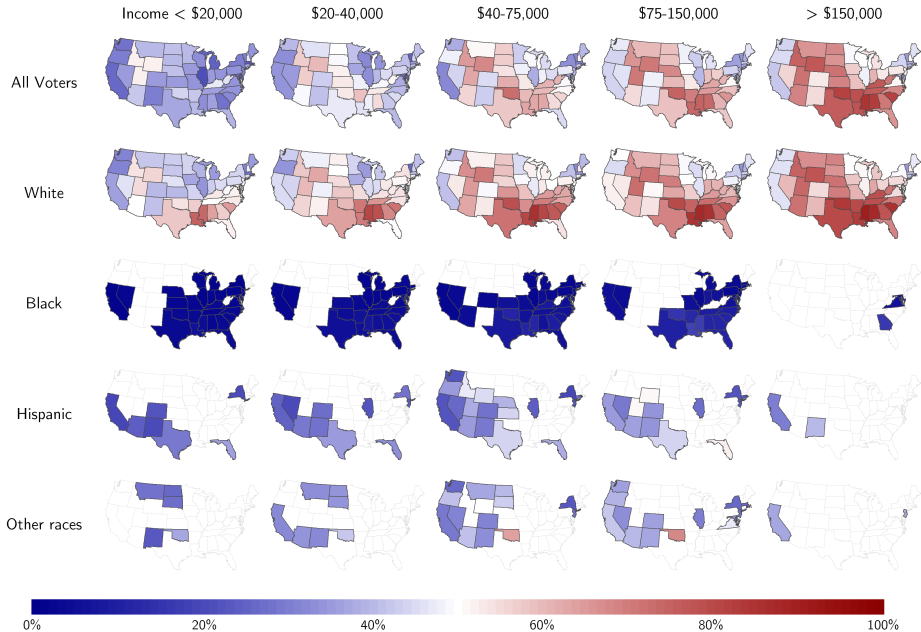 Income < $20,000 $20-40,000 $40-75,000 $75-150,000 > $150,000
All Voters
White
Black
Hispanic
Other races
0% 20% 40% 60% 80% 100%